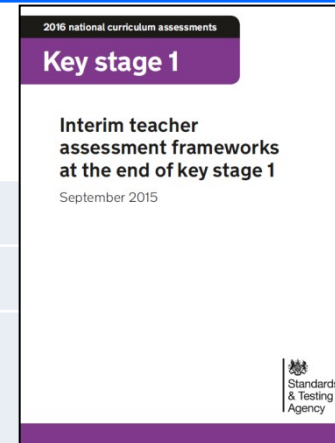 2016 national curriculum assessments
Key stage 1
Interim teacher
assessment frameworks
at the end of key stage 1
September 2015
Standards
& Testing
Agency